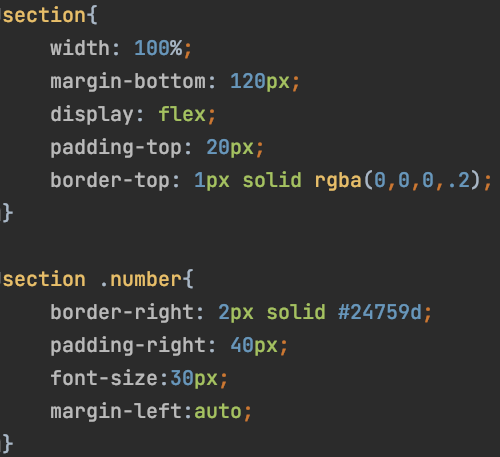 section{
width: 100%;
margin-bottom: 120px;
display: flex;
padding-top: 20px;
border-top: 1px solid rgba(0,0,0,.2);
}
section .number{
border-right: 2px solid #24759d;
padding-right: 40px;
font-size:30px;
margin-left:auto;
}